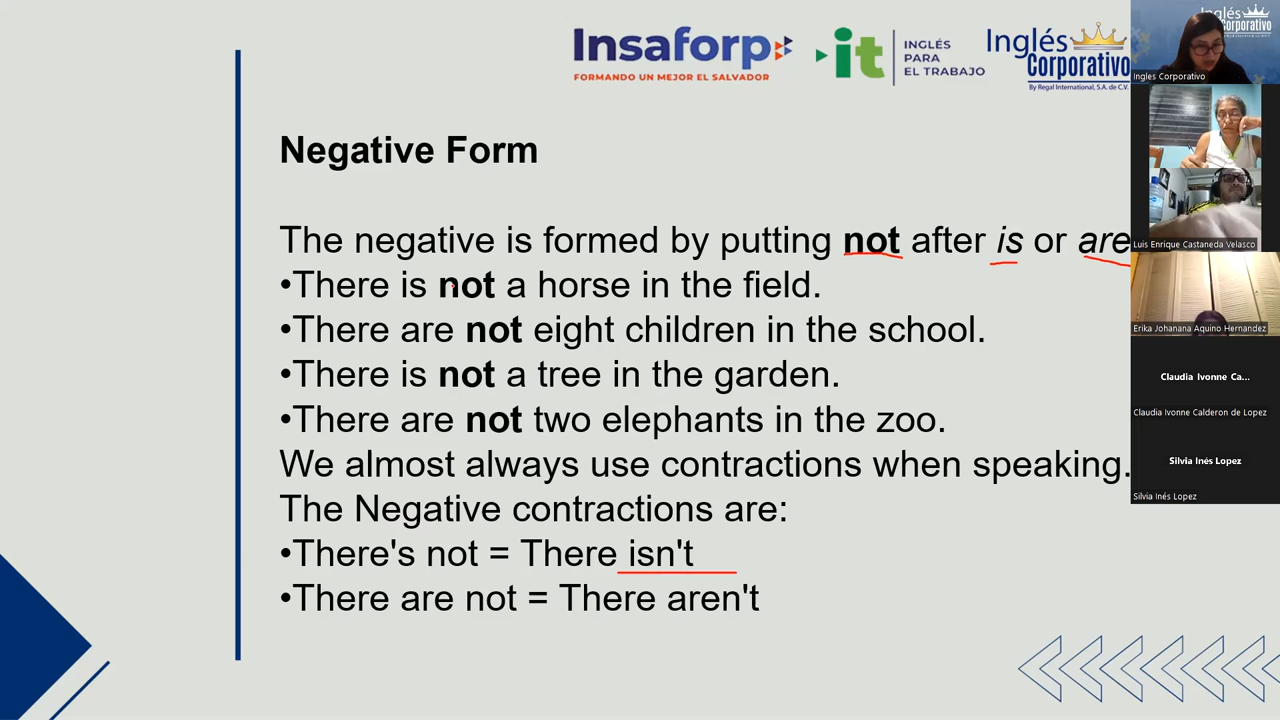 Insaforp
FORMANDO UN MEJOR EL SALVADOR
it
INGLÉS
PARA
EL TRABAJO
Inglés
Corporativo
By Regal International, S.A. de C.V.
Negative Form
The negative is formed by putting not after is or are
•There is not a horse in the field.
•There are not eight children in the school.
•There is not a tree in the garden.
•There are not two elephants in the zoo.
We almost always use contractions when speaking.
The Negative contractions are:
•There's not = There isn't
•There are not = There aren't
Inglés
Corporativo
Ingles Corporativo
Luis Enrique Castaneda Velasco
Erika Johanana Aquino Hernandez
Claudia Ivonne Ca...
Claudia Ivonne Calderon de Lopez
Silvia Inés Lopez
Silvia Inés Lopez